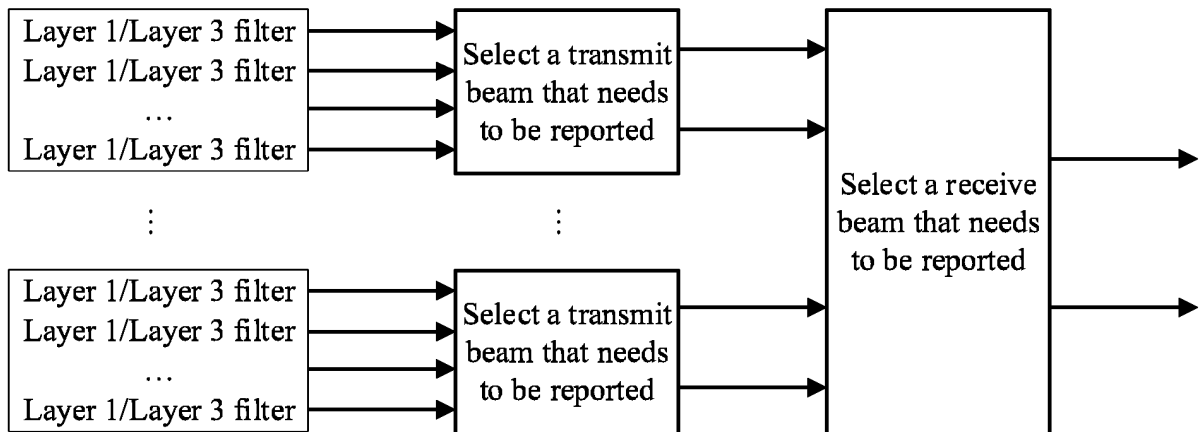 Layer 1/Layer 3 filter
Layer 1/Layer 3 filter
…
Layer 1/Layer 3 filter
Select a transmit
beam that needs
to be reported
⋮
⋮
Layer 1/Layer 3 filter
Layer 1/Layer 3 filter
…
Layer 1/Layer 3 filter
Select a transmit
beam that needs
to be reported
Select a receive
beam that needs
to be reported